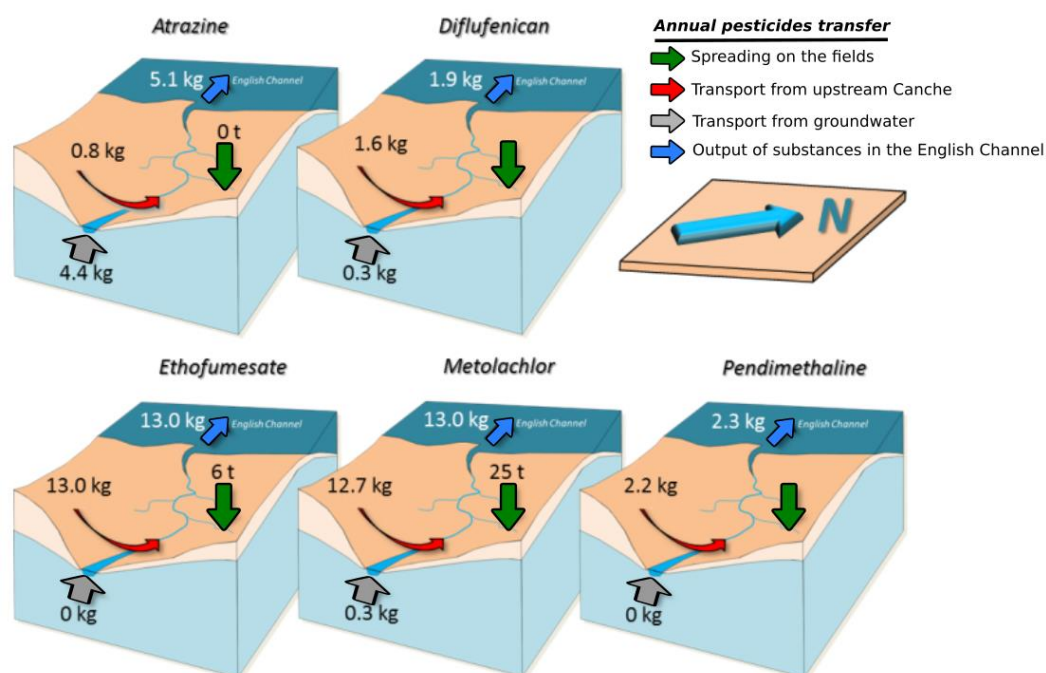 Atrazine
Diflufenican
Annual pesticides transfer
Spreading on the fields
Transport from upstream Canche
Transport from groundwater
Output of substances in the English Channel
N
5.1 kg
English Channel
0 t
0.8 kg
4.4 kg
1.9 kg
English Channel
1.6 kg
0.3 kg
Ethofumesate
Metolachlor
Pendimethaline
13.0 kg
English Channel
6 t
13.0 kg
0 kg
13.0 kg
English Channel
25 t
12.7 kg
0.3 kg
2.3 kg
English Channel
2.2 kg
0 kg